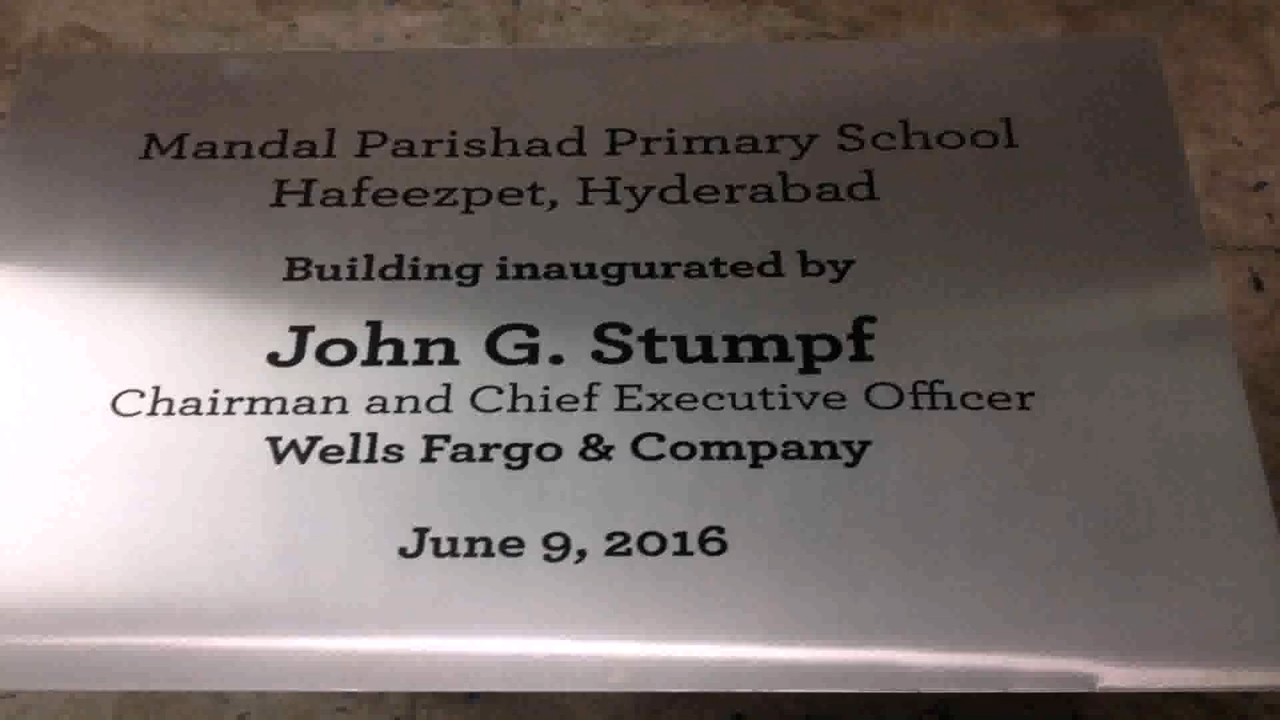 Mandal Parishad Primary School
Hafeezpet, Hyderabad
Building inaugurated by
John G. Stumpf
Chairman and Chief Executive Officer
Wells Fargo & Company
June 9, 2016